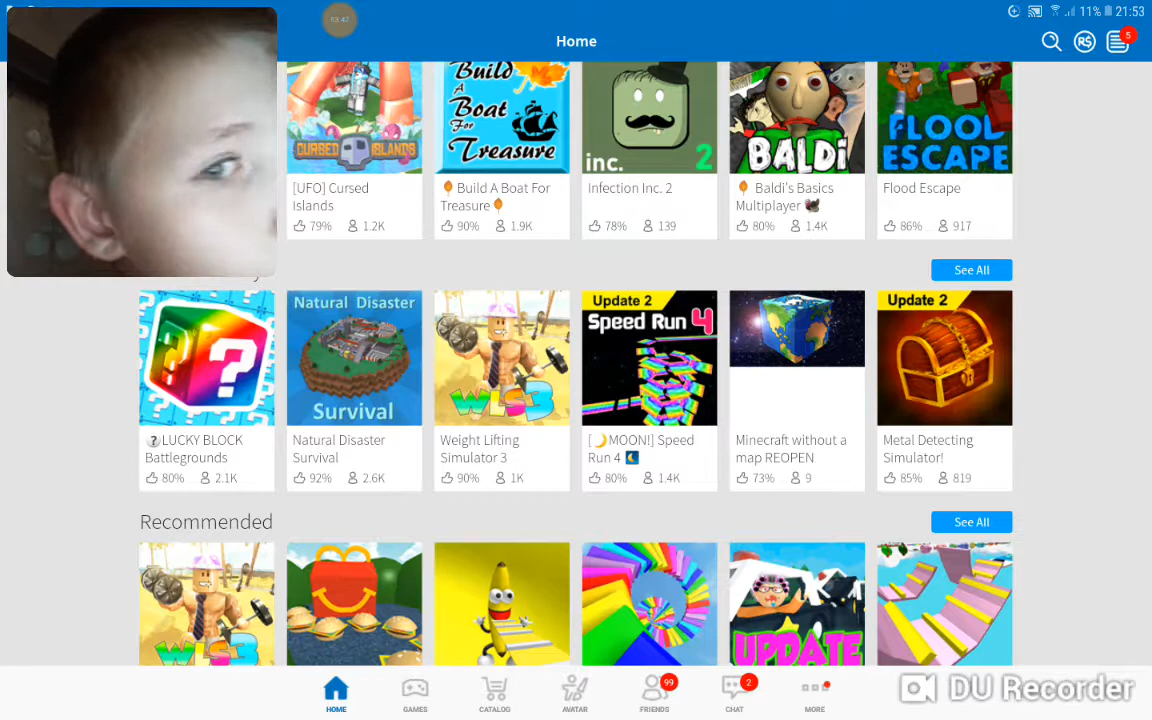 53:47
11% 21:53
Home
R$
5
CURSED ISLANDS
Build
A
Boat
For
Treasure
inc. 2
BALDI
FLOOD
ESCAPE
[UFO] Cursed
Islands
79% 1.2K
Build A Boat For
Treasure
90% 1.9K
Infection Inc. 2
78% 139
Baldi's Basics
Multiplayer
80% 1.4K
Flood Escape
86% 917
See All
?
Natural Disaster
Survival
WLS3
Update 2
Speed Run 4
Update 2
LUCKY BLOCK
Battlegrounds
80% 2.1K
Natural Disaster
Survival
92% 2.6K
Weight Lifting
Simulator 3
90% 1K
[🌙MOON!] Speed
Run 4
80% 1.4K
Minecraft without a
map REOPEN
73% 9
Metal Detecting
Simulator!
85% 819
Recommended
See All
WLS3
UPDATE
HOME
GAMES
CATALOG
AVATAR
99
FRIENDS
2
CHAT
MORE
DU Recorder